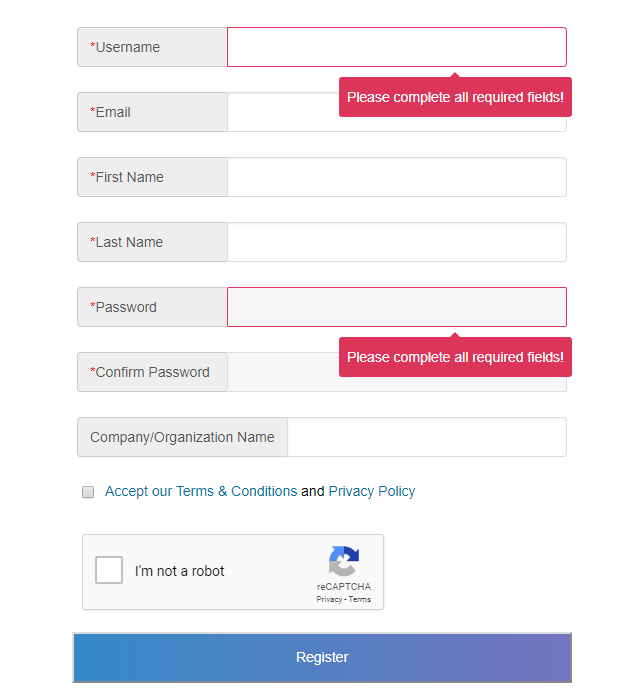 *Username
Please complete all required fields!
*Email
*First Name
*Last Name
*Password
Please complete all required fields!
*Confirm Password
Company/Organization Name
Accept our Terms & Conditions and Privacy Policy
I'm not a robot
reCAPTCHA
Privacy - Terms
Register